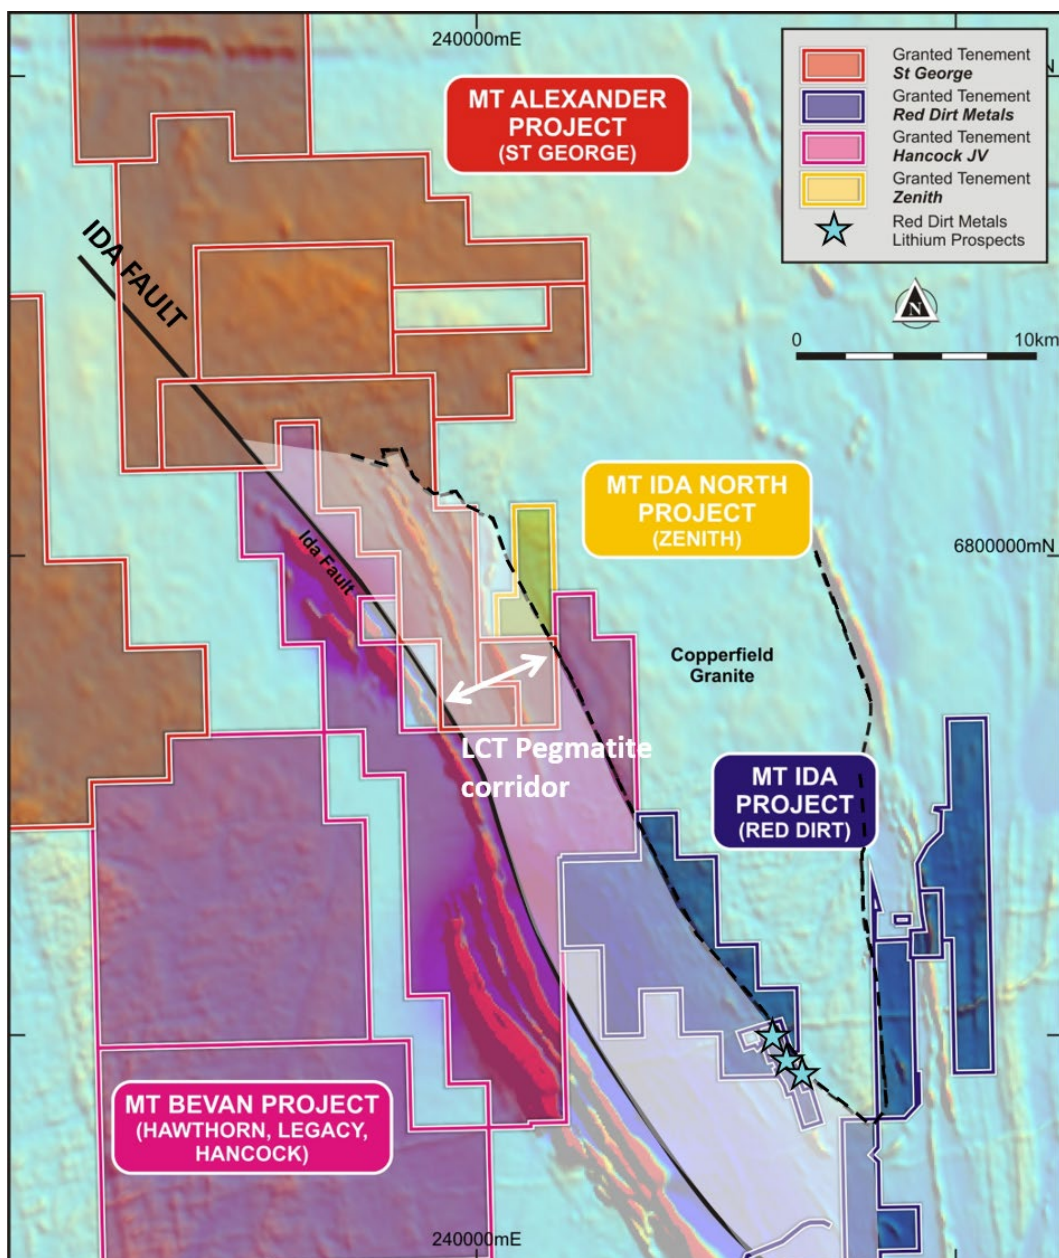 240000mE
MT ALEXANDER
PROJECT
(ST GEORGE)
Granted Tenement
St George
Granted Tenement
Red Dirt Metals
Granted Tenement
Hancock JV
Granted Tenement
Zenith
Red Dirt Metals
Lithium Prospects
N
N
0 10km
IDA FAULT
MT IDA NORTH
PROJECT
(ZENITH)
6800000mN
Ida Fault
Copperfield
Granite
LCT Pegmatite
corridor
MT IDA
PROJECT
(RED DIRT)
MT BEVAN PROJECT
(HAWTHORN, LEGACY,
HANCOCK)
240000mE